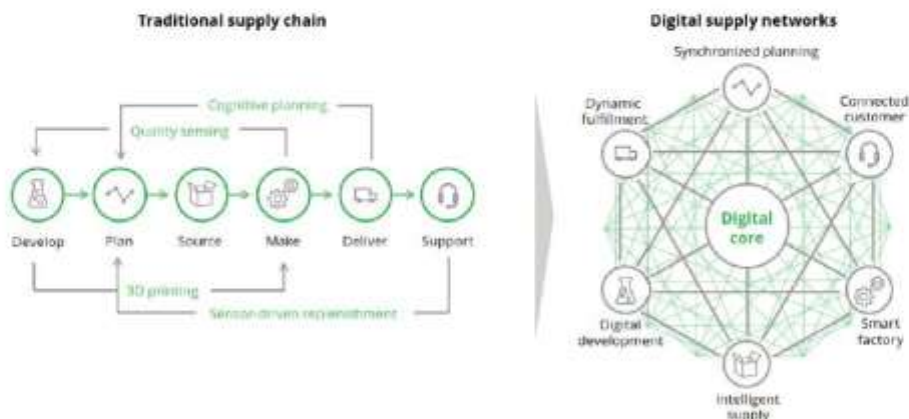 Traditional supply chain
Cognitive planning
Quality sensing
Develop
Plan
Source
Make
Deliver
Support
3D printing
Sensor-driven replenishment
Digital supply networks
Synchronized planning
Dynamic
fulfillment
Connected
customer
Digital
core
Digital
development
Smart
factory
Intelligent
supply